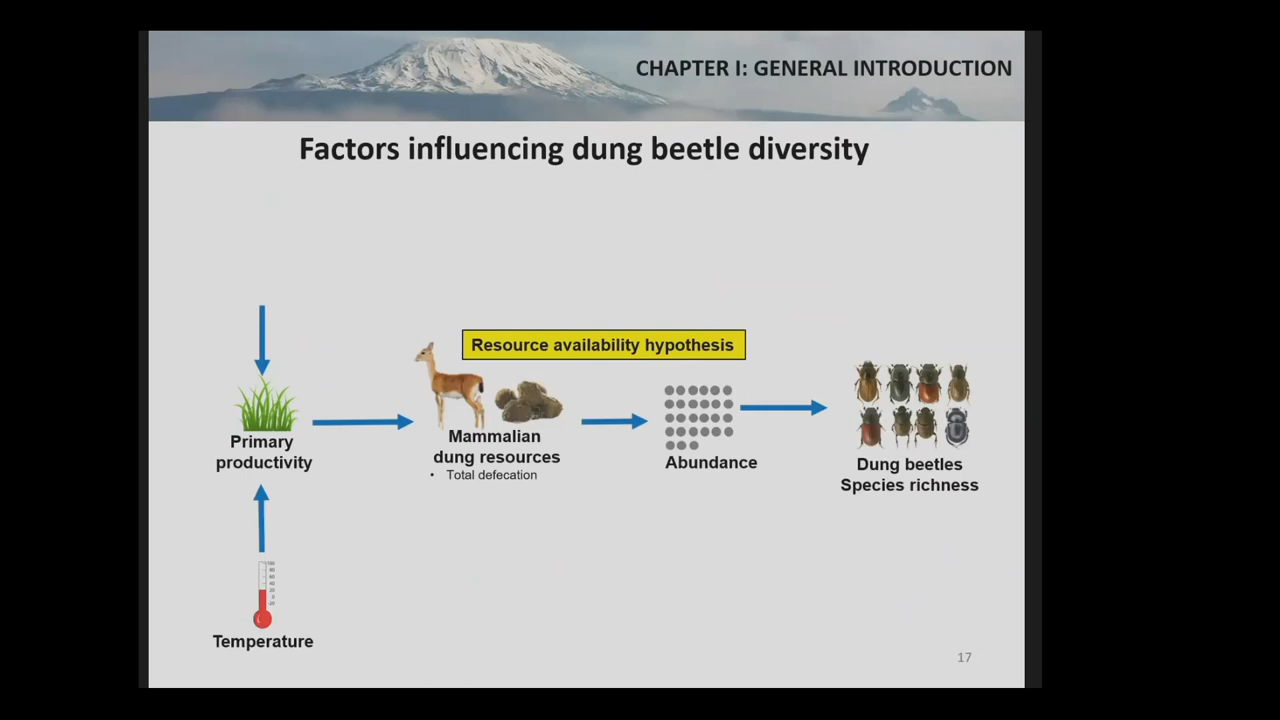 CHAPTER I: GENERAL INTRODUCTION
Factors influencing dung beetle diversity
Resource availability hypothesis
Primary
productivity
Mammalian
dung resources
• Total defecation
Abundance
Dung beetles
Species richness
Temperature
17